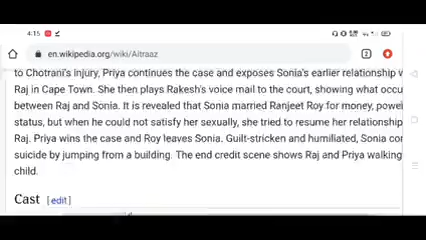 4:15
en.wikipedia.org/wiki/Aitraaz
2
to Chotrani's injury, Priya continues the case and exposes Sonia's earlier relationship w
Raj in Cape Town. She then plays Rakesh's voice mail to the court, showing what occu
between Raj and Sonia. It is revealed that Sonia married Ranjeet Roy for money, power
status, but when he could not satisfy her sexually, she tried to resume her relationship
Raj. Priya wins the case and Roy leaves Sonia. Guilt-stricken and humiliated, Sonia com
suicide by jumping from a building. The end credit scene shows Raj and Priya walking
child.
Cast [edit]